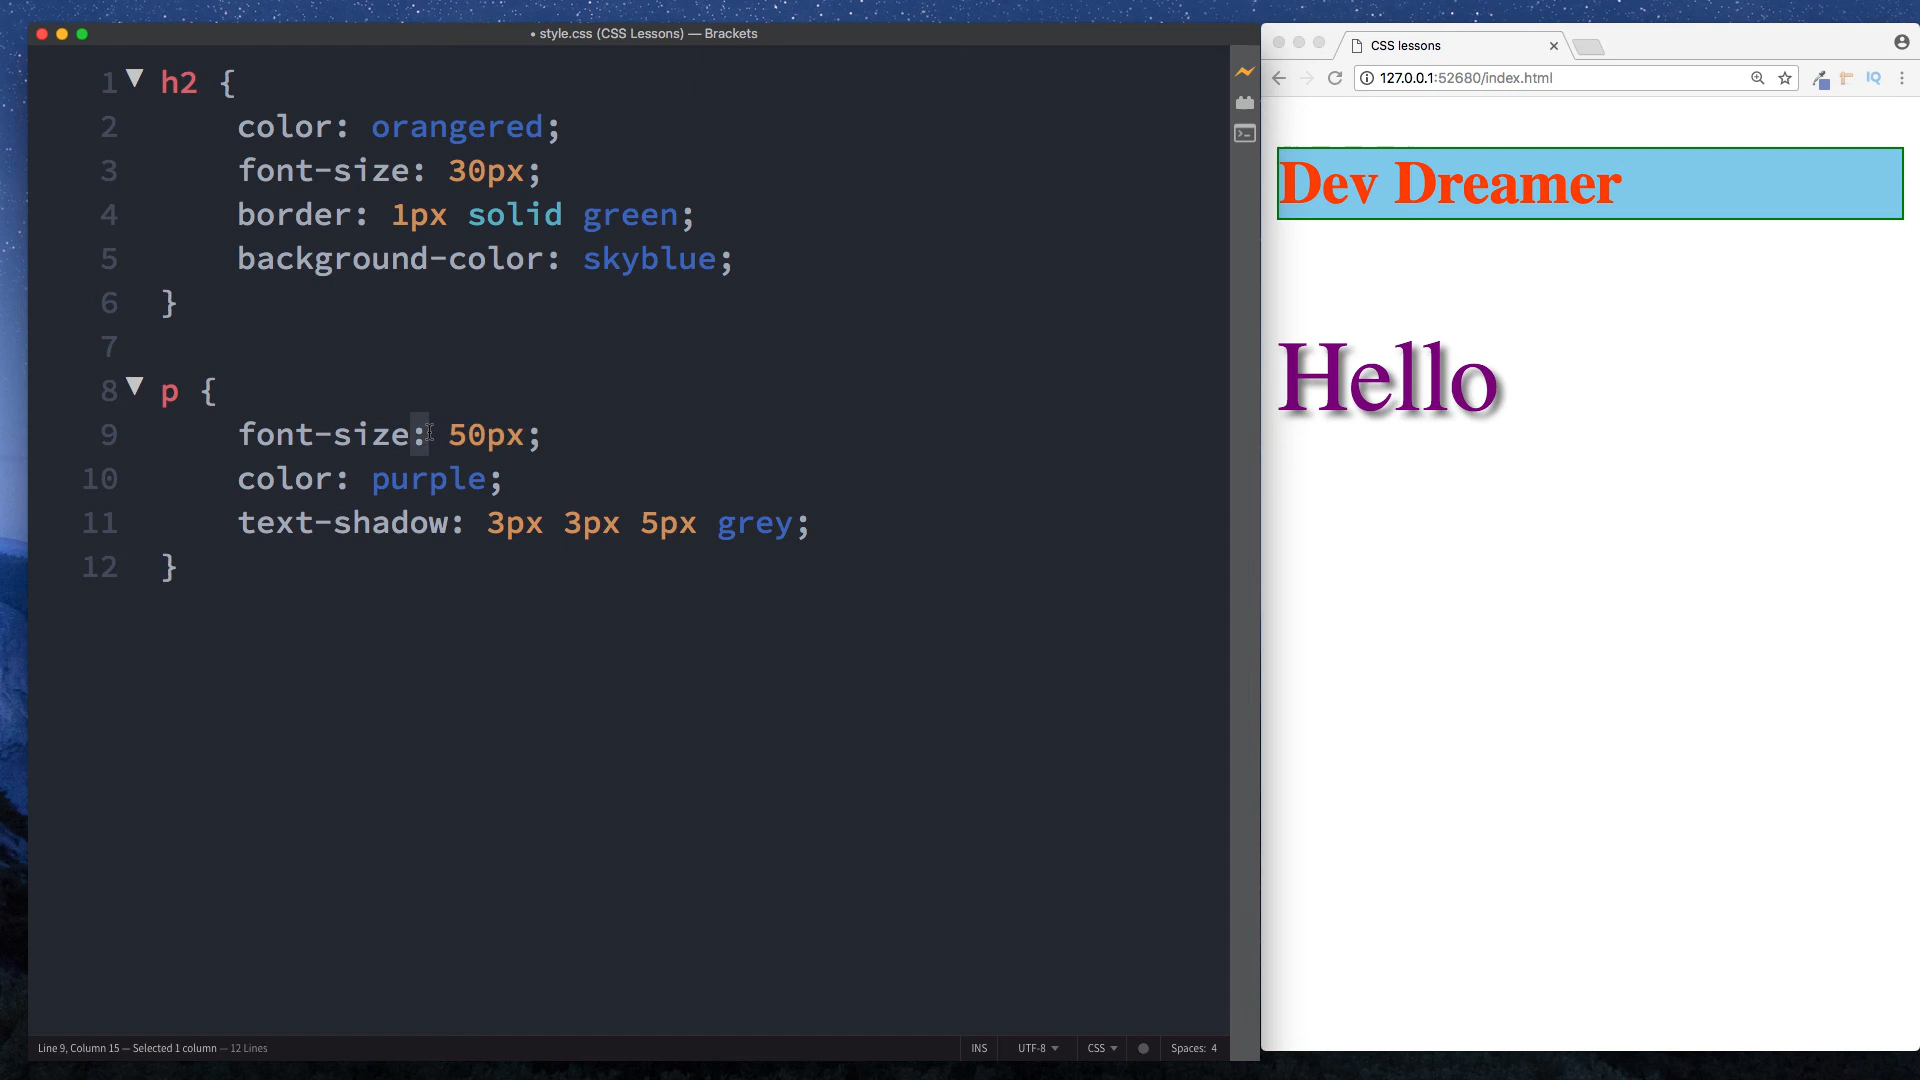 • style.css (CSS Lessons) — Brackets
1 ▼ h2 {
2 color: orangered;
3 font-size: 30px;
4 border: 1px solid green;
5 background-color: skyblue;
6 }
7
8 ▼ p {
9 font-size: 50px;
10 color: purple;
11 text-shadow: 3px 3px 5px grey;
12 }
Line 9, Column 15 — Selected 1 column — 12 Lines
INS UTF-8 CSS Spaces: 4
CSS lessons
127.0.0.1:52680/index.html
IQ
Dev Dreamer
Hello